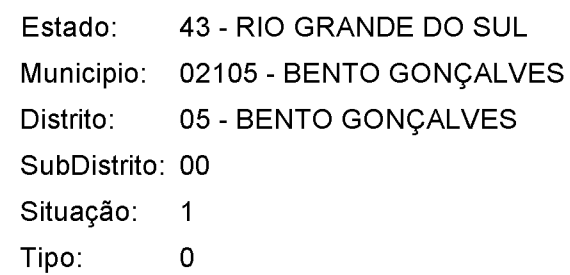 Estado: 43 - RIO GRANDE DO SUL
Municipio: 02105 - BENTO GONÇALVES
Distrito: 05 - BENTO GONÇALVES
SubDistrito: 00
Situação: 1
Tipo: 0